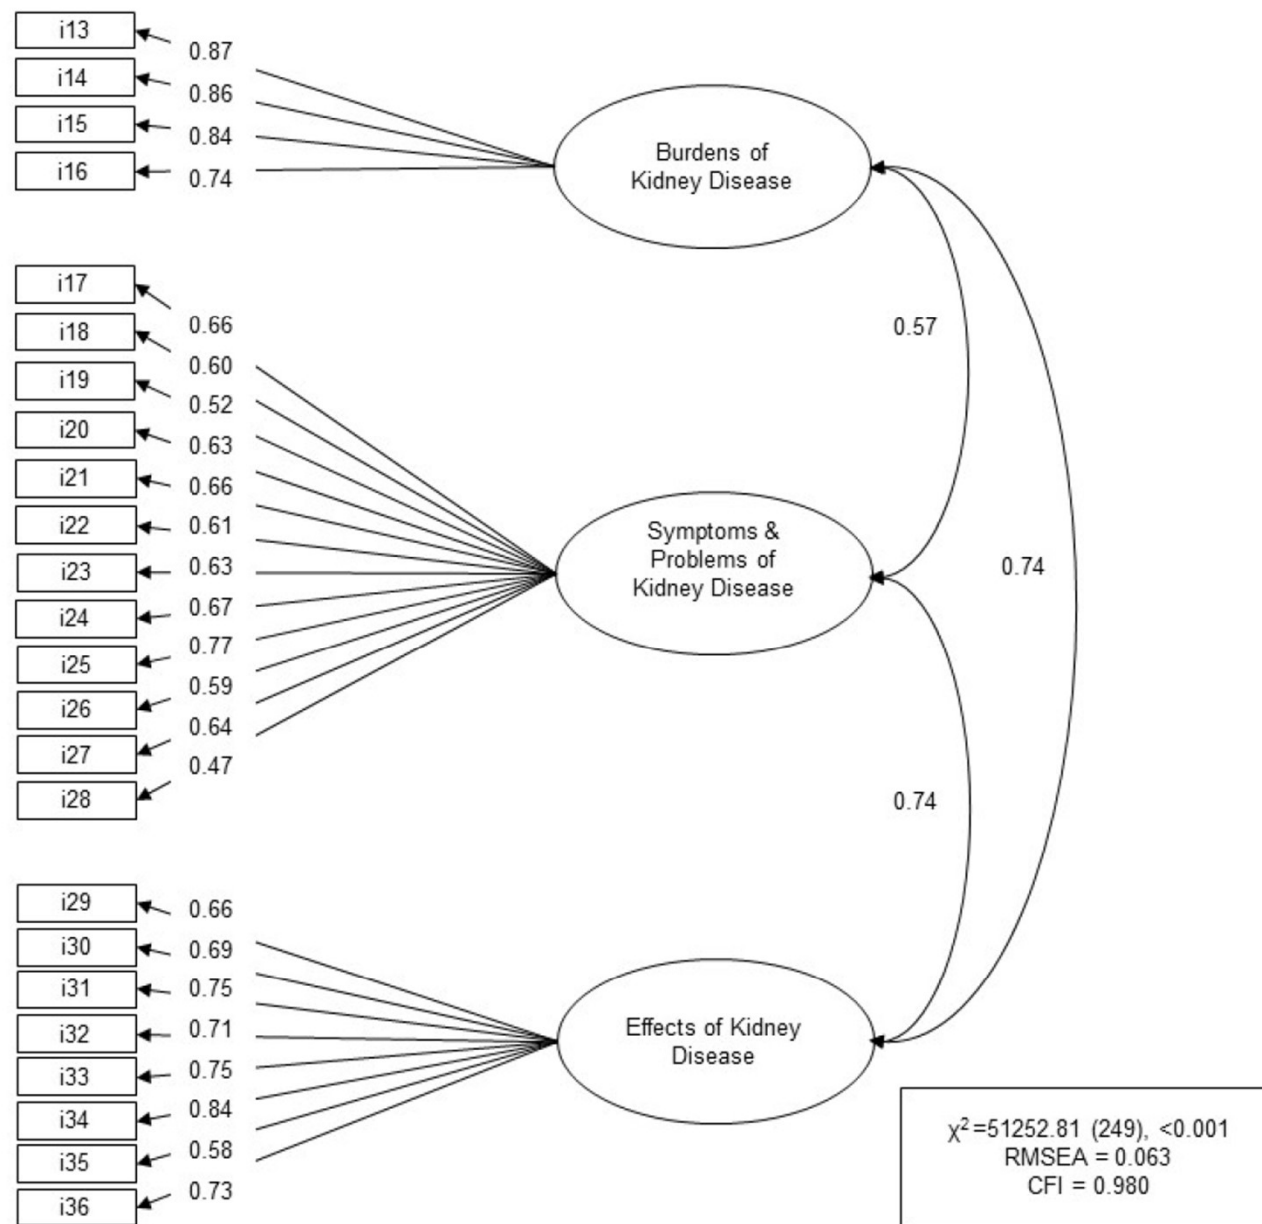 i13
0.87
i14
0.86
i15
0.84
i16
0.74
Burdens of
Kidney Disease
i17
0.66
i18
0.60
i19
0.52
i20
0.63
i21
0.66
i22
0.61
i23
0.63
i24
0.67
i25
0.77
i26
0.59
i27
0.64
i28
0.47
Symptoms &
Problems of
Kidney Disease
0.57
0.74
0.74
i29
0.66
i30
0.69
i31
0.75
i32
0.71
i33
0.75
i34
0.84
i35
0.58
i36
0.73
Effects of Kidney
Disease
χ²=51252.81 (249), <0.001
RMSEA = 0.063
CFI = 0.980